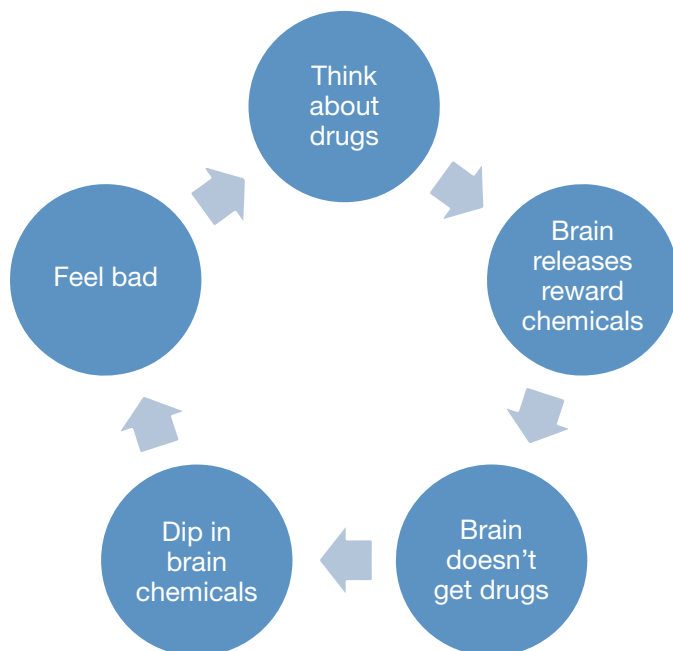 Think
about
drugs
Brain
releases
reward
chemicals
Brain
doesn’t
get drugs
Dip in
brain
chemicals
Feel bad